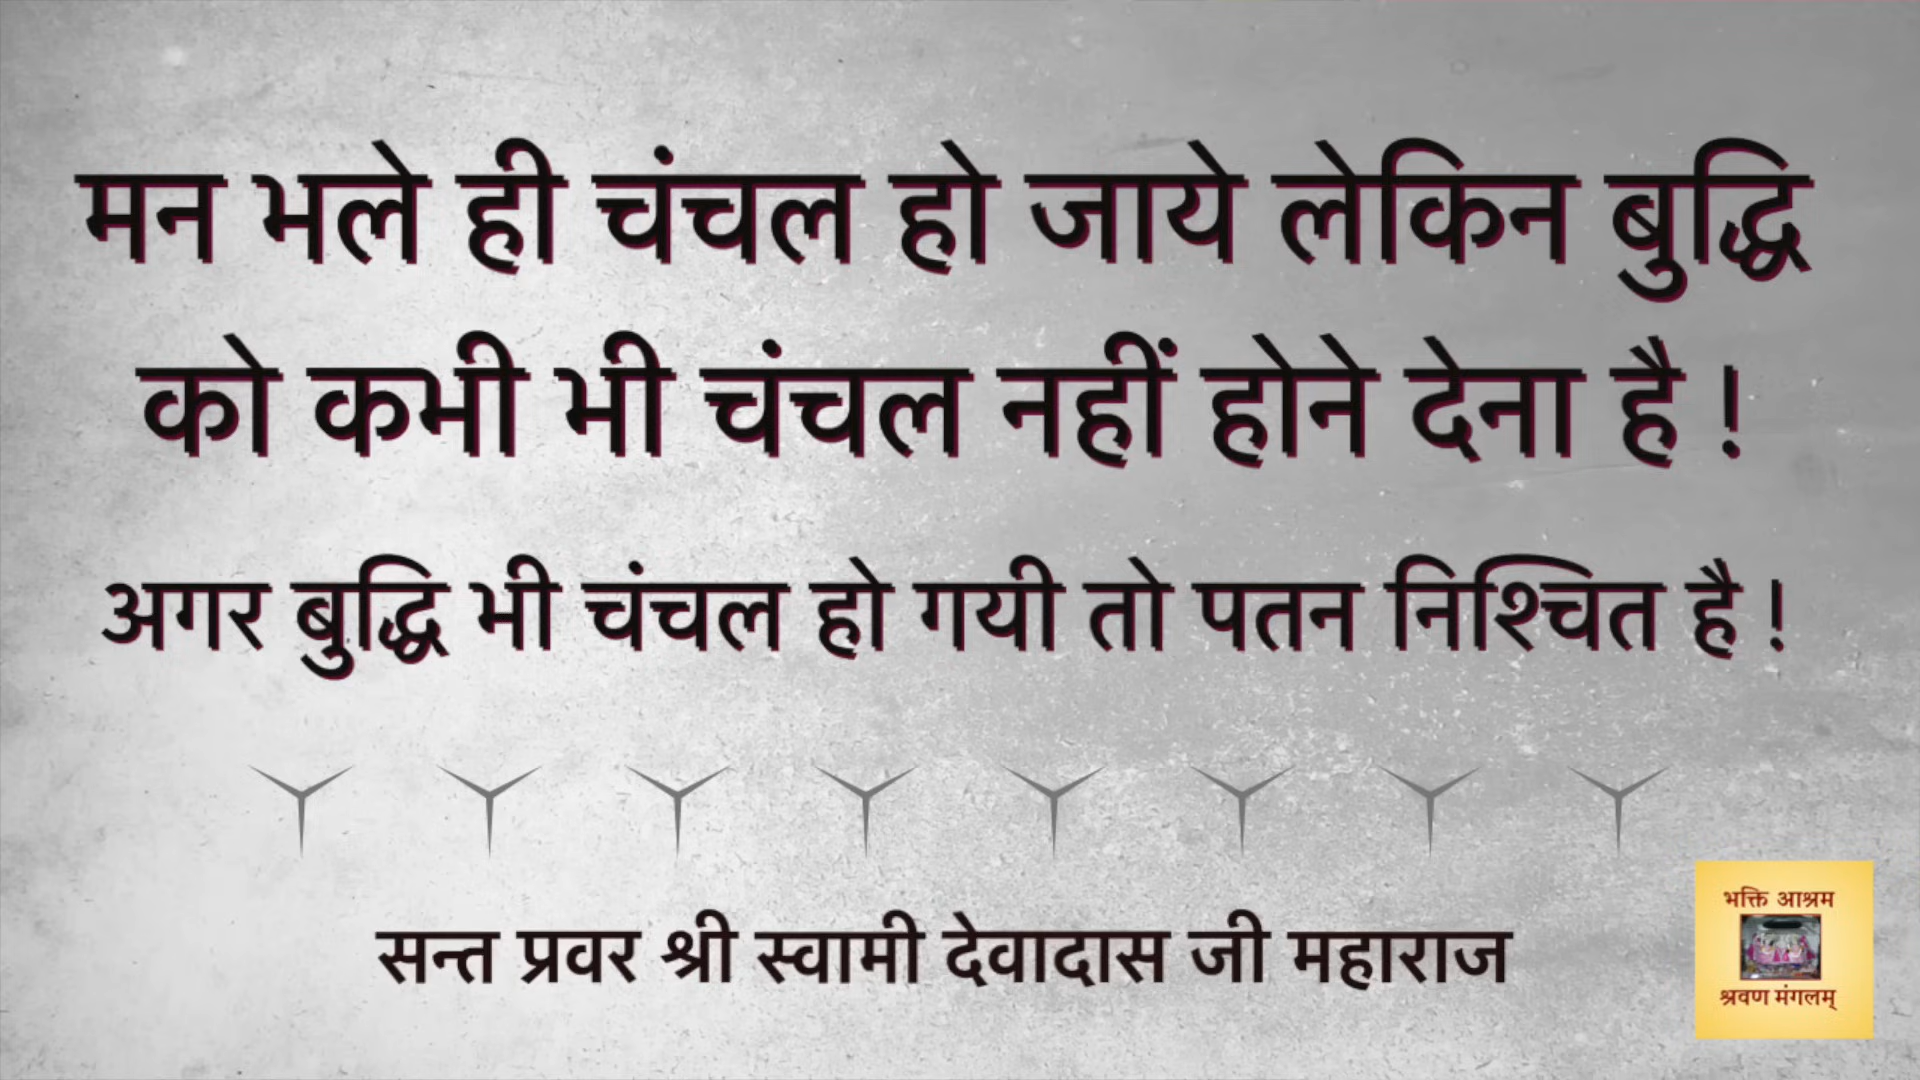 मन भले ही चंचल हो जाये लेकिन बुद्धि
को कभी भी चंचल नहीं होने देना है !
अगर बुद्धि भी चंचल हो गयी तो पतन निश्चित है !
सन्त प्रवर श्री स्वामी देवादास जी महाराज
भक्ति आश्रम
श्रवण मंगलम्